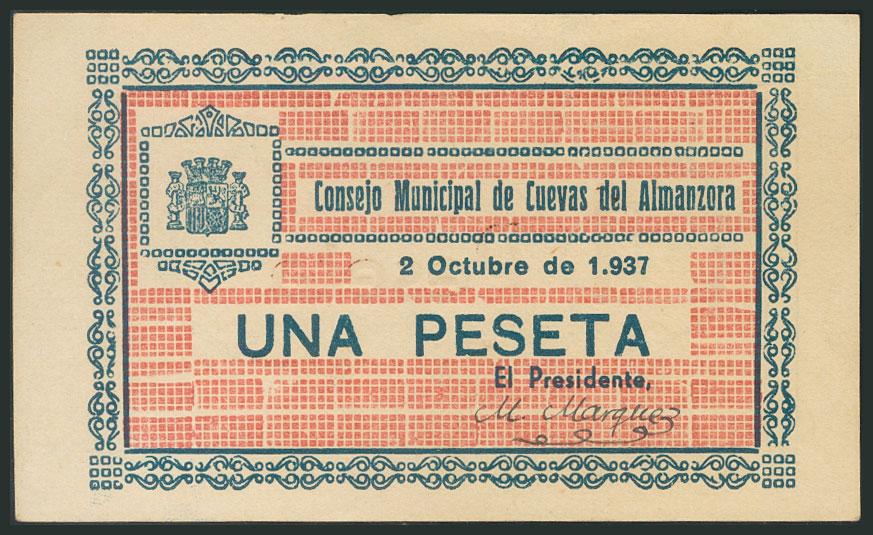 Consejo Municipal de Cuevas del Almanzora
2 Octubre de 1.937
UNA PESETA
El Presidente,
M. Marquez